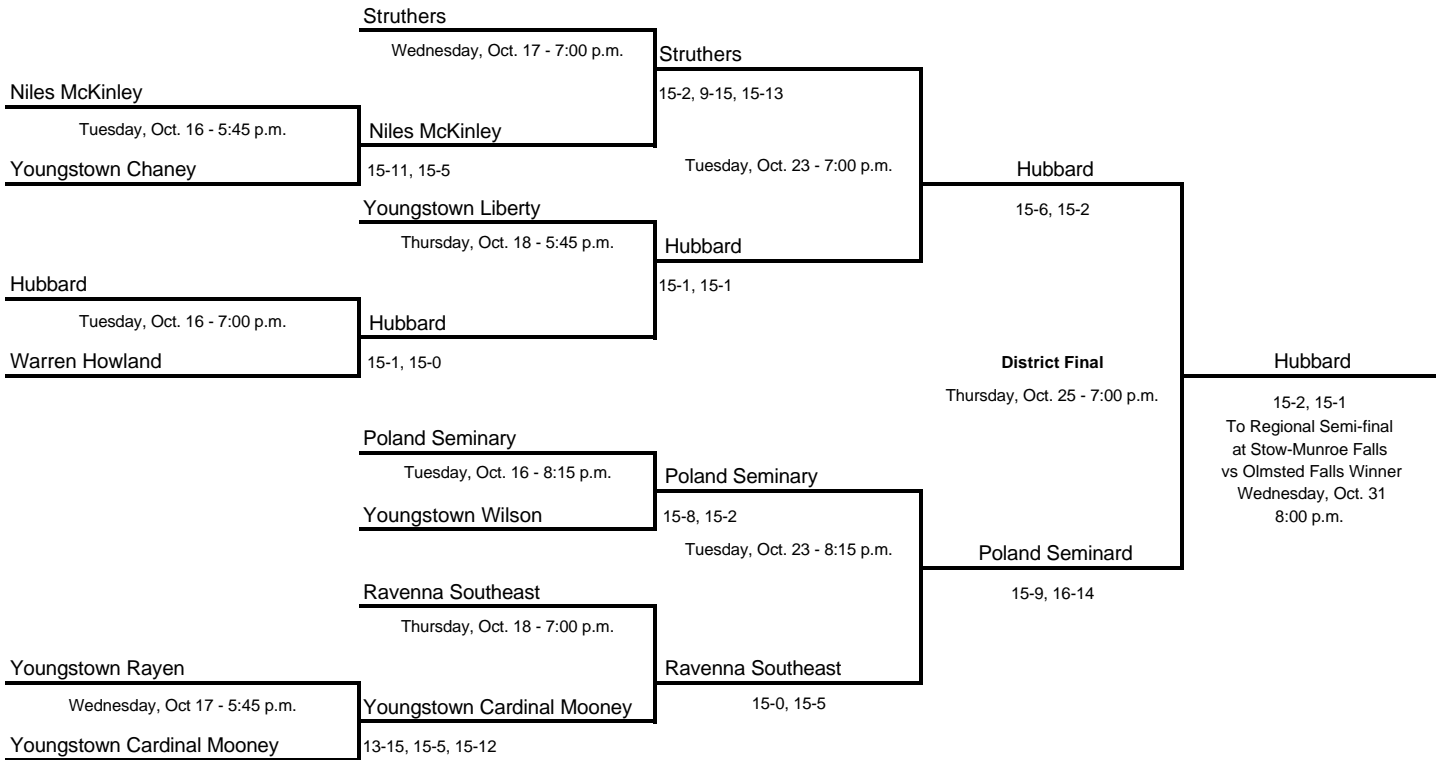 Struthers
Wednesday, Oct. 17 - 7:00 p.m.
Struthers
Niles McKinley
15-2, 9-15, 15-13
Tuesday, Oct. 16 - 5:45 p.m.
Niles McKinley
Youngstown Chaney
15-11, 15-5
Tuesday, Oct. 23 - 7:00 p.m.
Hubbard
Youngstown Liberty
15-6, 15-2
Thursday, Oct. 18 - 5:45 p.m.
Hubbard
Hubbard
15-1, 15-1
Tuesday, Oct. 16 - 7:00 p.m.
Hubbard
Warren Howland
15-1, 15-0
District Final
Hubbard
Thursday, Oct. 25 - 7:00 p.m.
15-2, 15-1
To Regional Semi-final
at Stow-Munroe Falls
vs Olmsted Falls Winner
Wednesday, Oct. 31
8:00 p.m.
Poland Seminary
Tuesday, Oct. 16 - 8:15 p.m.
Poland Seminary
Youngstown Wilson
15-8, 15-2
Tuesday, Oct. 23 - 8:15 p.m.
Poland Seminard
Ravenna Southeast
15-9, 16-14
Thursday, Oct. 18 - 7:00 p.m.
Youngstown Rayen
Ravenna Southeast
Wednesday, Oct 17 - 5:45 p.m.
Youngstown Cardinal Mooney
15-0, 15-5
Youngstown Cardinal Mooney
13-15, 15-5, 15-12